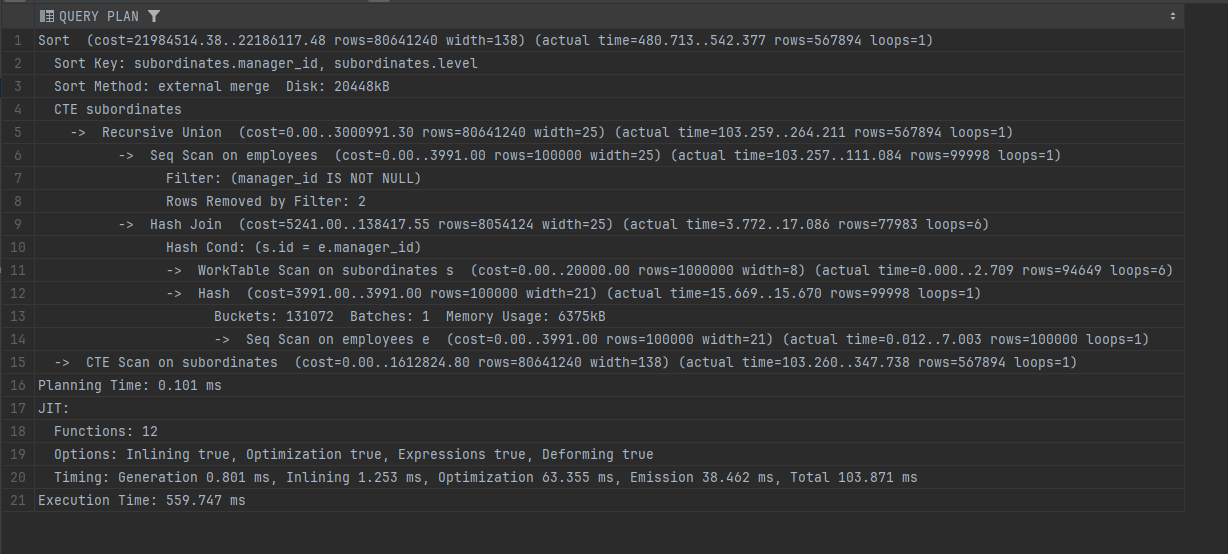 QUERY PLAN
1 Sort  (cost=21984514.38..22186117.48 rows=80641240 width=138) (actual time=480.713..542.377 rows=567894 loops=1)
2 Sort Key: subordinates.manager_id, subordinates.level
3 Sort Method: external merge  Disk: 20448kB
4 CTE subordinates
5 ->  Recursive Union  (cost=0.00..3000991.30 rows=80641240 width=25) (actual time=103.259..264.211 rows=567894 loops=1)
6 ->  Seq Scan on employees  (cost=0.00..3991.00 rows=100000 width=25) (actual time=103.257..111.084 rows=99998 loops=1)
7 Filter: (manager_id IS NOT NULL)
8 Rows Removed by Filter: 2
9 ->  Hash Join  (cost=5241.00..138417.55 rows=8054124 width=25) (actual time=3.772..17.086 rows=77983 loops=6)
10 Hash Cond: (s.id = e.manager_id)
11 ->  WorkTable Scan on subordinates s  (cost=0.00..20000.00 rows=1000000 width=8) (actual time=0.000..2.709 rows=94649 loops=6)
12 ->  Hash  (cost=3991.00..3991.00 rows=100000 width=21) (actual time=15.669..15.670 rows=99998 loops=1)
13 Buckets: 131072  Batches: 1  Memory Usage: 6375kB
14 ->  Seq Scan on employees e  (cost=0.00..3991.00 rows=100000 width=21) (actual time=0.012..7.003 rows=100000 loops=1)
15 ->  CTE Scan on subordinates  (cost=0.00..1612824.80 rows=80641240 width=138) (actual time=103.260..347.738 rows=567894 loops=1)
16 Planning Time: 0.101 ms
17 JIT:
18 Functions: 12
19 Options: Inlining true, Optimization true, Expressions true, Deforming true
20 Timing: Generation 0.801 ms, Inlining 1.253 ms, Optimization 63.355 ms, Emission 38.462 ms, Total 103.871 ms
21 Execution Time: 559.747 ms